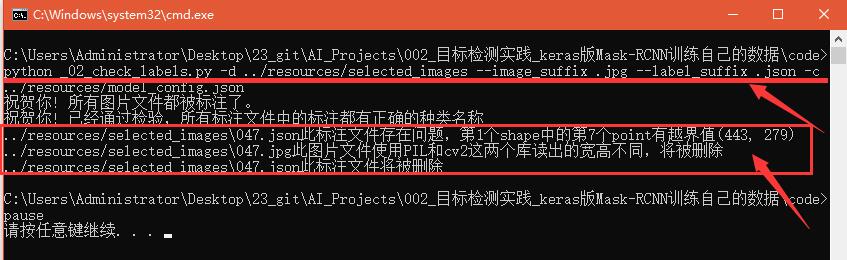 C:\Windows\system32\cmd.exe
C:\Users\Administrator\Desktop\23_git\AI_Projects\002_目标检测实践_keras版Mask-RCNN训练自己的数据\code>
python _02_check_labels.py -d ../resources/selected_images --image_suffix .jpg --label_suffix .json -c
../resources/model_config.json
祝贺你! 所有图片文件都被标注了。
祝贺你! 已经通过检验，所有标注文件中的标注都有正确的种类名称
../resources/selected_images\047.json此标注文件存在问题，第1个shape中的第7个point有越界值(443, 279)
../resources/selected_images\047.jpg此图片文件使用PIL和cv2这两个库读出的宽高不同，将被删除
../resources/selected_images\047.json此标注文件将被删除
C:\Users\Administrator\Desktop\23_git\AI_Projects\002_目标检测实践_keras版Mask-RCNN训练自己的数据\code>
pause
请按任意键继续. . .